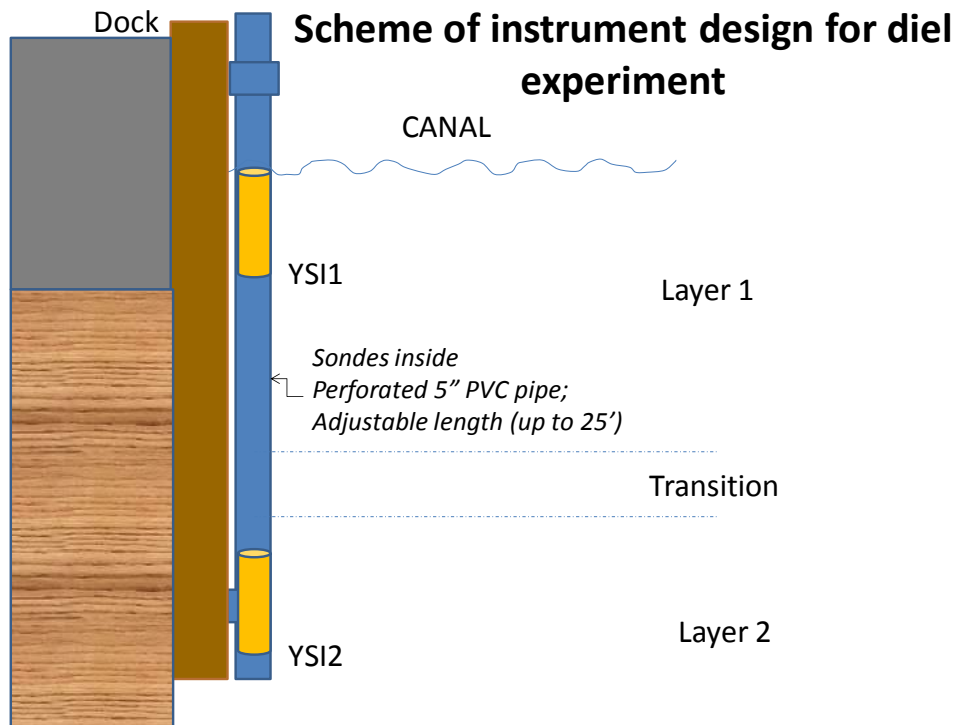 Dock
Scheme of instrument design for diel
experiment
CANAL
YSI1
Layer 1
Sondes inside
Perforated 5” PVC pipe;
Adjustable length (up to 25’)
Transition
Layer 2
YSI2